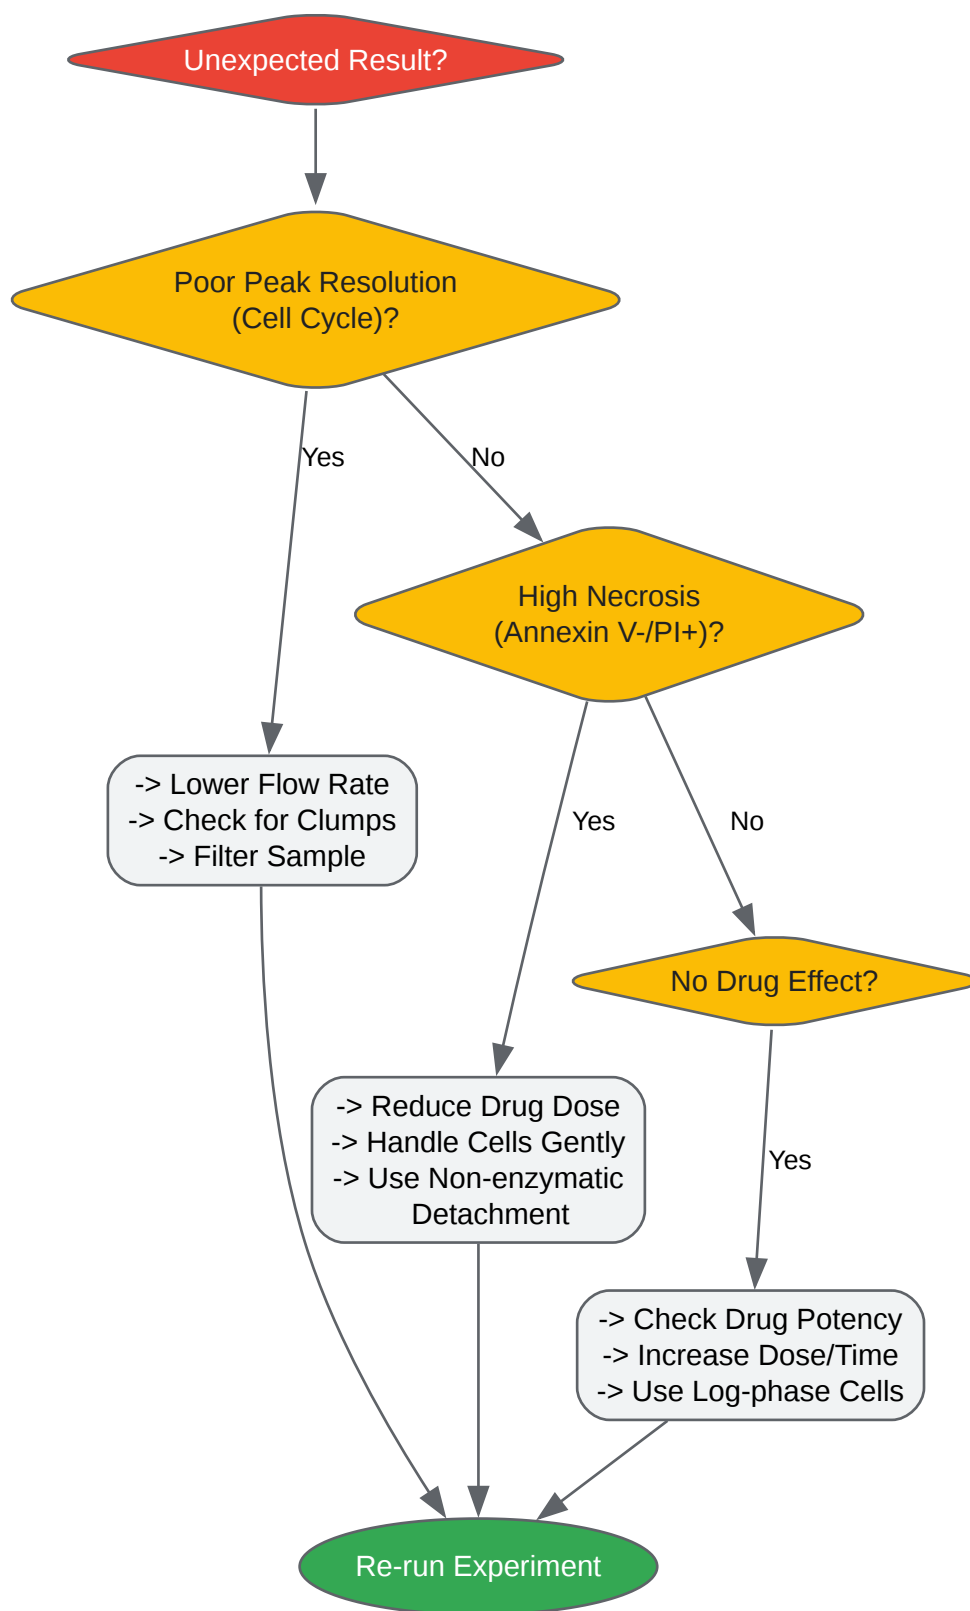 Unexpected Result?
Poor Peak Resolution
(Cell Cycle)?
Yes
No
High Necrosis
(Annexin V-/PI+)?
-> Lower Flow Rate
-> Check for Clumps
-> Filter Sample
Yes
No
No Drug Effect?
-> Reduce Drug Dose
-> Handle Cells Gently
-> Use Non-enzymatic
Detachment
Yes
-> Check Drug Potency
-> Increase Dose/Time
-> Use Log-phase Cells
Re-run Experiment